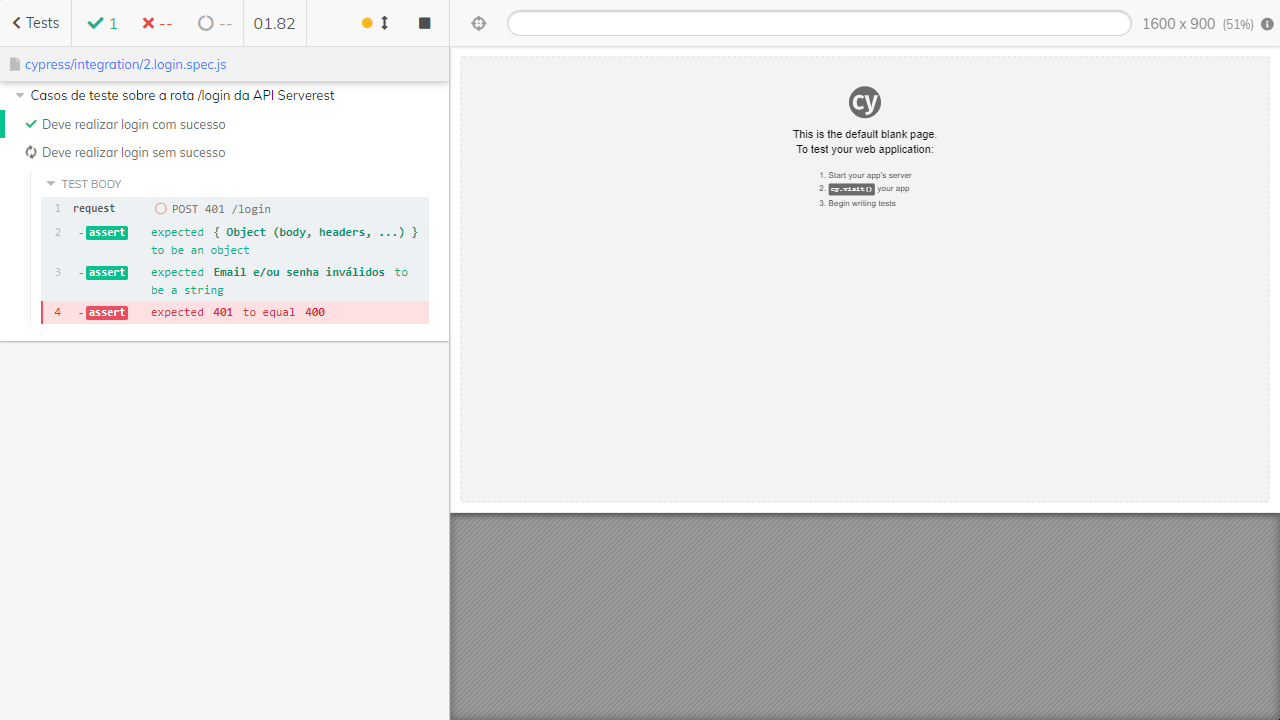 Tests 1 -- -- 01.82 1600 x 900 (51%)
cypress/integration/2.login.spec.js
Casos de teste sobre a rota /login da API Serverest
Deve realizar login com sucesso
Deve realizar login sem sucesso
TEST BODY
1 request POST 401 /login
2 -assert expected { Object (body, headers, ...) }
to be an object
3 -assert expected Email e/ou senha inválidos to
be a string
4 -assert expected 401 to equal 400
cy
This is the default blank page.
To test your web application:
1. Start your app's server
2. cy.visit() your app
3. Begin writing tests